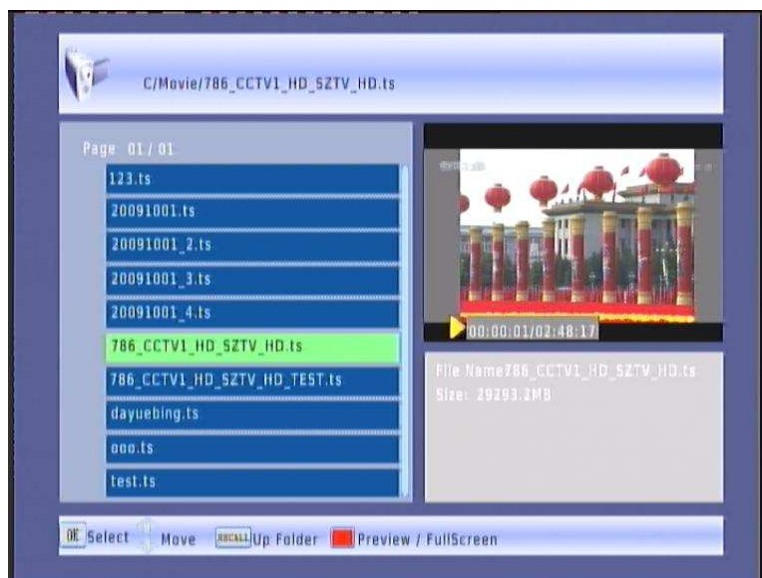 C/Movie/786_CCTV1_HD_SZTV_HD.ts
Page 01/01
123.ts
20091001.ts
20091001_2.ts
20091001_3.ts
20091001_4.ts
786_CCTV1_HD_SZTV_HD.ts
786_CCTV1_HD_SZTV_HD_TEST.ts
dayuebing.ts
ooo.ts
test.ts
00:00:01/02:48:17
File Name786_CCTV1_HD_SZTV_HD.ts
Size: 29293.2MB
OK Select Move RECALL Up Folder Preview / FullScreen